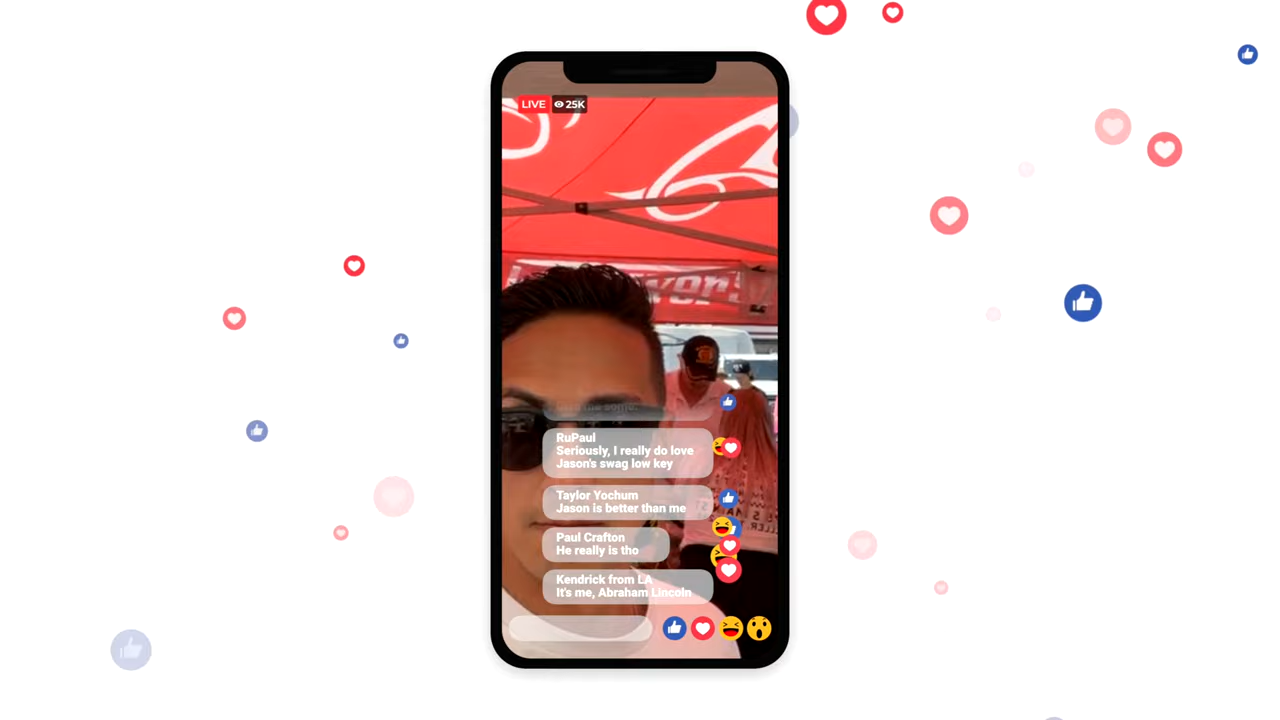 LIVE 25K
RuPaul
Seriously, I really do love
Jason's swag low key
Taylor Yochum
Jason is better than me
Paul Crafton
He really is tho
Kendrick from LA
It's me, Abraham Lincoln